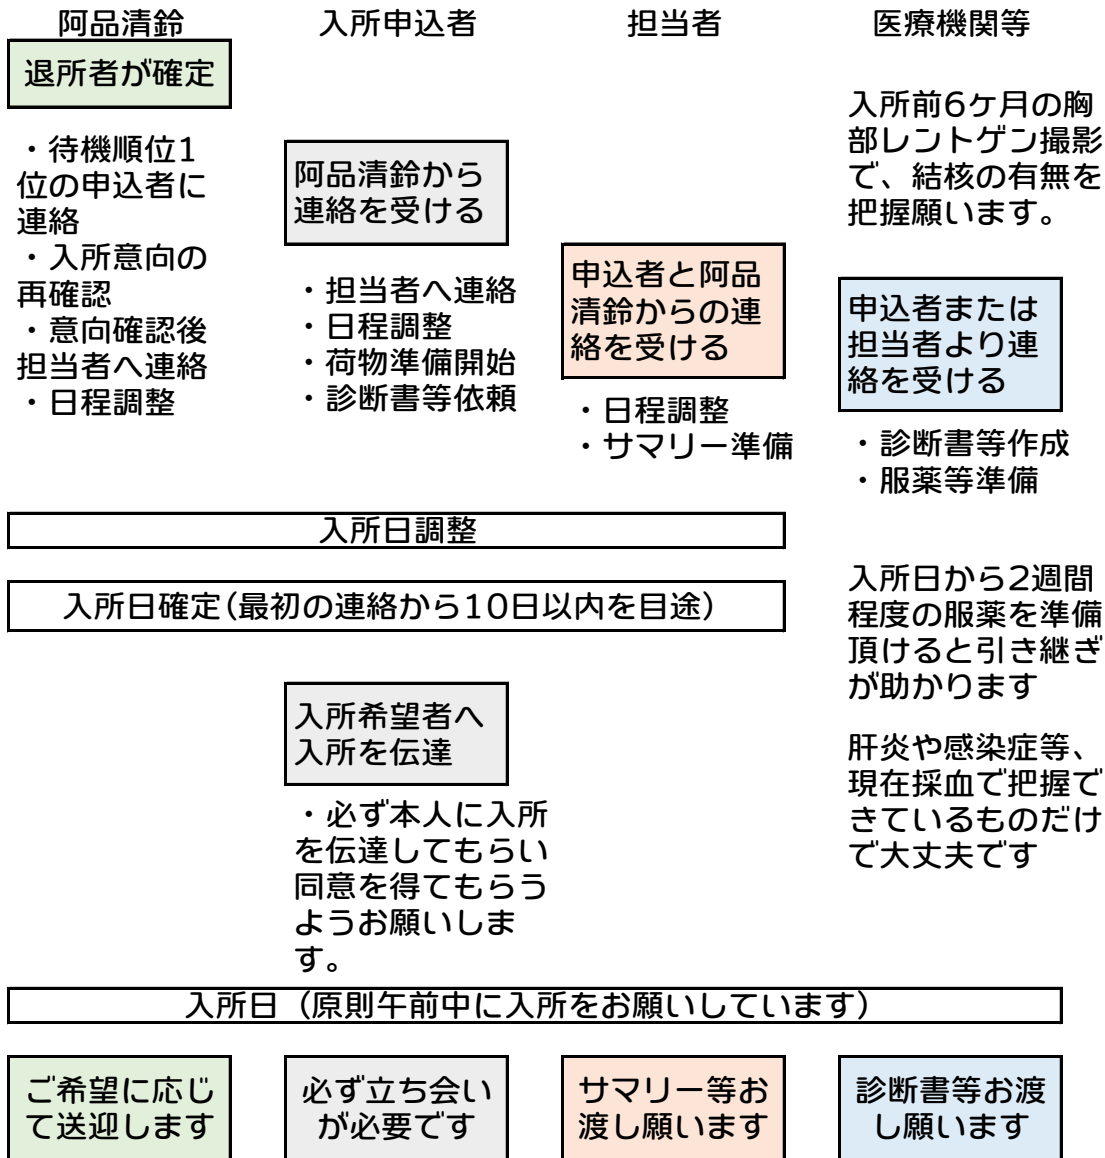 阿品清鈴
入所申込者
担当者
医療機関等
退所者が確定
・待機順位1
位の申込者に
連絡
・入所意向の
再確認
・意向確認後
担当者へ連絡
・日程調整
阿品清鈴から
連絡を受ける
・担当者へ連絡
・日程調整
・荷物準備開始
・診断書等依頼
申込者と阿品
清鈴からの連
絡を受ける
・日程調整
・サマリー準備
入所前6ケ月の胸
部レントゲン撮影
で、結核の有無を
把握願います。
申込者または
担当者より連
絡を受ける
・診断書等作成
・服薬等準備
入所日調整
入所日確定(最初の連絡から10日以内を目途)
入所日から2週間
程度の服薬を準備
頂けると引き継ぎ
が助かります
肝炎や感染症等、
現在採血で把握で
きているものだけ
で大丈夫です
入所希望者へ
入所を伝達
・必ず本人に入所
を伝達してもらい
同意を得てもらう
ようお願いしま
す。
入所日（原則午前中に入所をお願いしています）
ご希望に応じ
て送迎します
必ず立ち会い
が必要です
サマリー等お
渡し願います
診断書等お渡
し願います